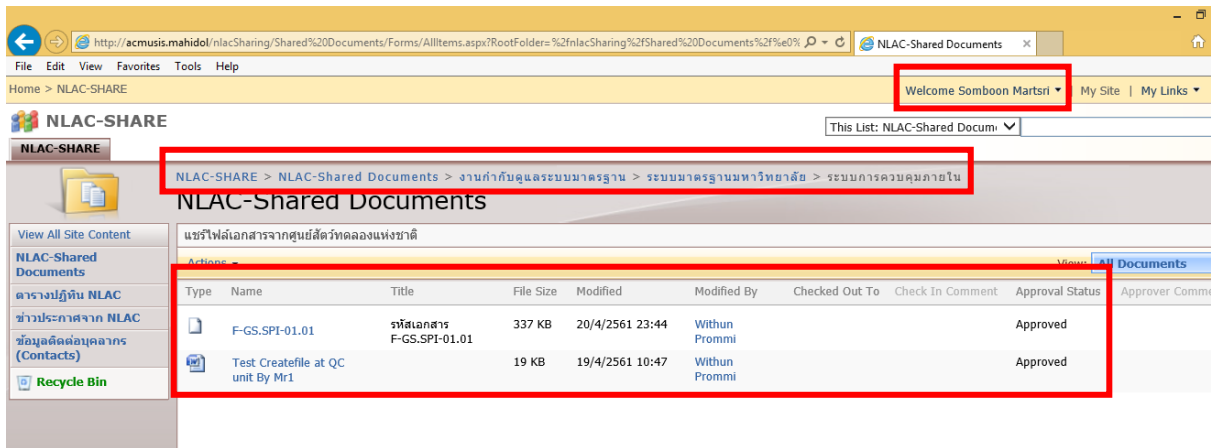 http://acmusis.mahidol/nlacSharing/Shared%20Documents/Forms/AllItems.aspx?RootFolder=%2fnlacSharing%2fShared%20Documents%2f%e0%
NLAC-Shared Documents
File Edit View Favorites Tools Help
Home > NLAC-SHARE
Welcome Somboon Martsri | My Site | My Links
NLAC-SHARE
This List: NLAC-Shared Docum
NLAC-SHARE
NLAC-SHARE > NLAC-Shared Documents > งานกำกับดูแลระบบมาตรฐาน > ระบบมาตรฐานมหาวิทยาลัย > ระบบการควบคุมภายใน
NLAC-Shared Documents
View All Site Content
แชร์ไฟล์เอกสารจากศูนย์สัตว์ทดลองแห่งชาติ
NLAC-Shared
Documents
ตารางปฏิทิน NLAC
ข่าวประกาศจาก NLAC
ข้อมูลติดต่อบุคลากร
(Contacts)
Recycle Bin
Actions
View: All Documents
Type Name Title File Size Modified Modified By Checked Out To Check In Comment Approval Status Approver Comme
F-GS.SPI-01.01 รหัสเอกสาร 337 KB 20/4/2561 23:44 Withun Approved
F-GS.SPI-01.01 Prommi
Test Createfile at QC 19 KB 19/4/2561 10:47 Withun Approved
unit By Mr1 Prommi